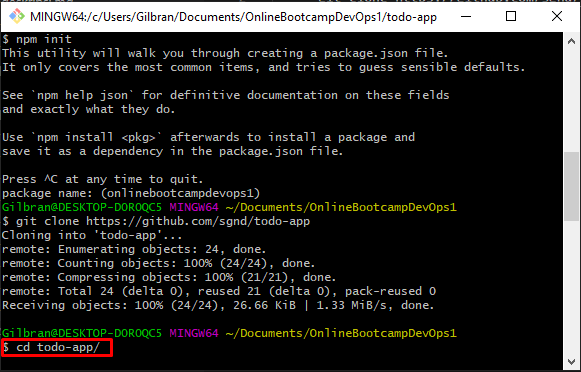 MINGW64:/c/Users/Gilbran/Documents/OnlineBootcampDevOps1/todo-app
$ npm init
This utility will walk you through creating a package.json file.
It only covers the most common items, and tries to guess sensible defaults.
See `npm help json` for definitive documentation on these fields
and exactly what they do.
Use `npm install <pkg>` afterwards to install a package and
save it as a dependency in the package.json file.
Press ^C at any time to quit.
package name: (onlinebootcampdevops1)
Gilbran@DESKTOP-DOROQC5 MINGW64 ~/Documents/OnlineBootcampDevOps1
$ git clone https://github.com/sgnd/todo-app
Cloning into 'todo-app'...
remote: Enumerating objects: 24, done.
remote: Counting objects: 100% (24/24), done.
remote: Compressing objects: 100% (21/21), done.
remote: Total 24 (delta 0), reused 21 (delta 0), pack-reused 0
Receiving objects: 100% (24/24), 26.66 KiB | 1.33 MiB/s, done.
Gilbran@DESKTOP-DOROQC5 MINGW64 ~/Documents/OnlineBootcampDevOps1
$ cd todo-app/